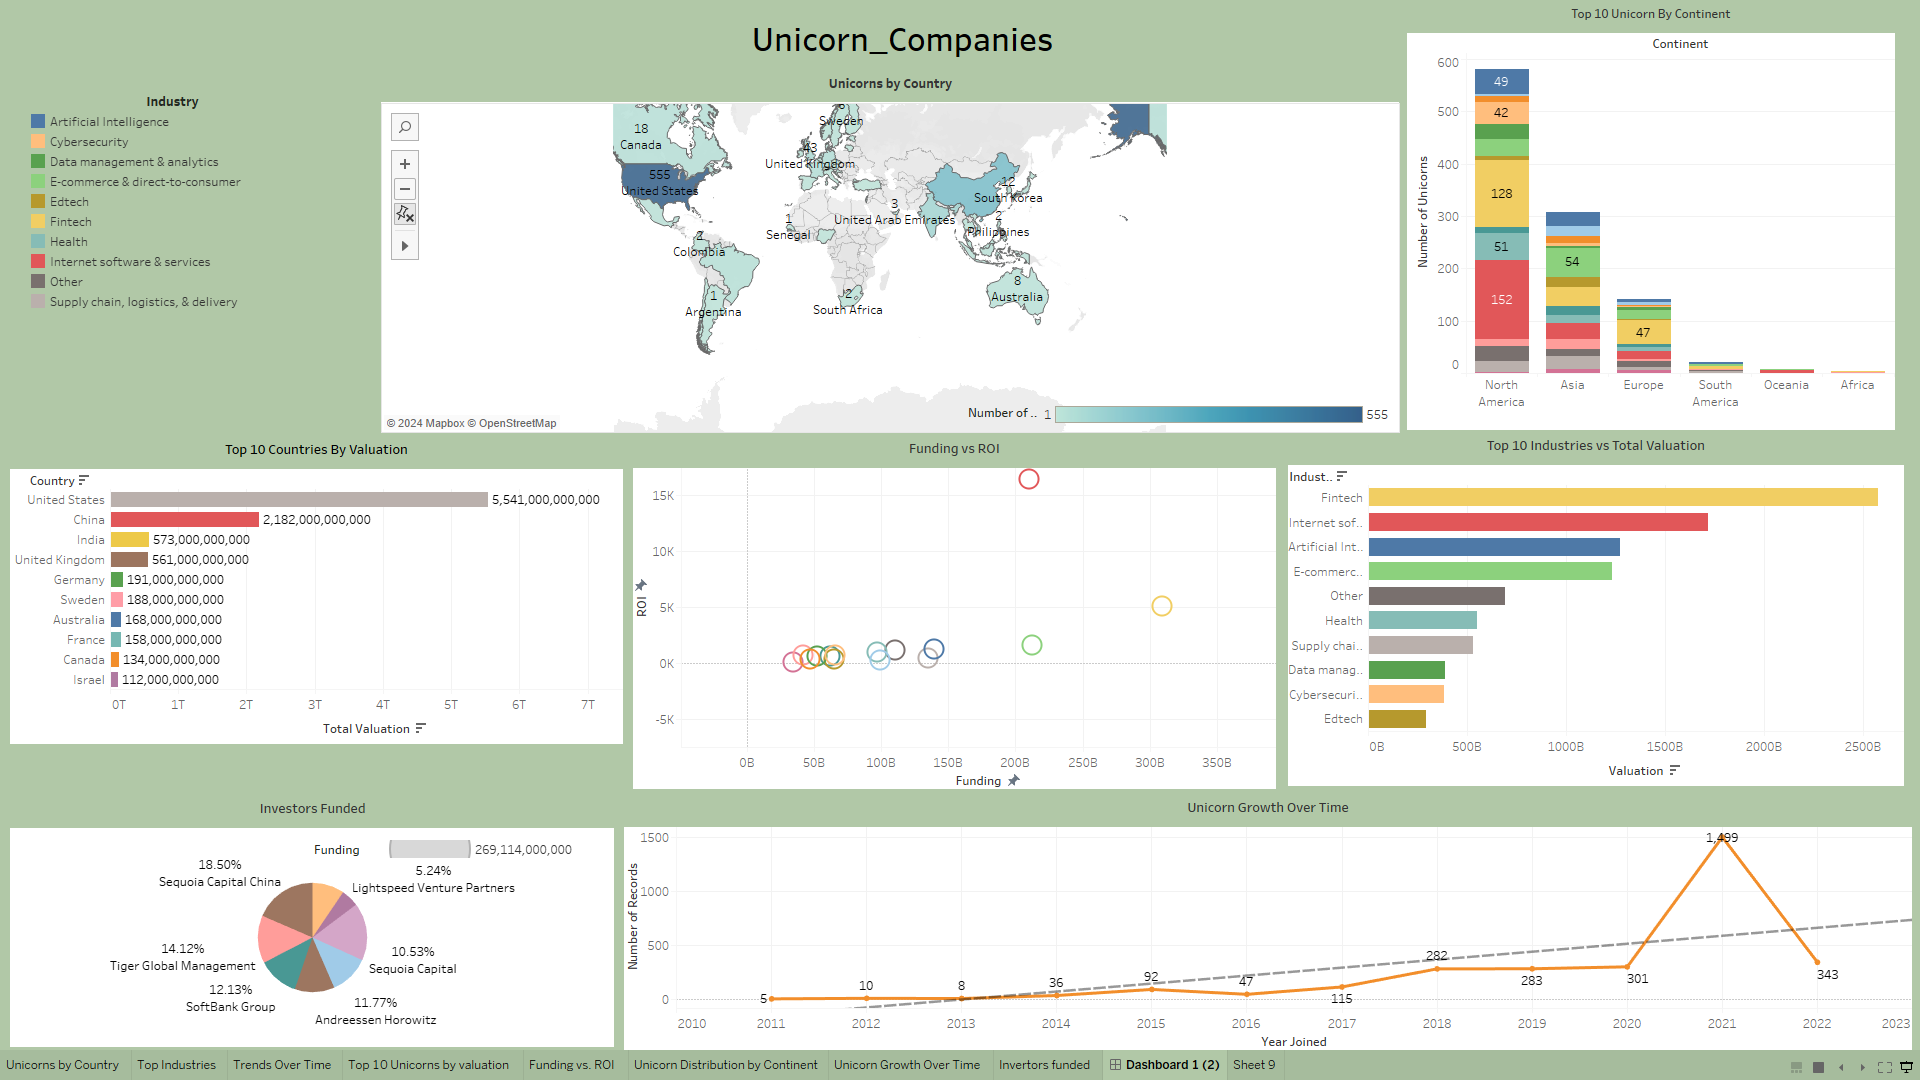 Unicorn_Companies
Industry
Artificial Intelligence
Cybersecurity
Data management & analytics
E-commerce & direct-to-consumer
Edtech
Fintech
Health
Internet software & services
Other
Supply chain, logistics, & delivery
Unicorns by Country
18
Canada
555
United States
Sweden
43
United Kingdom
12
South Korea
3
United Arab Emirates
2
Philippines
1
Senegal
2
Colombia
8
Australia
1
Argentina
2
South Africa
Number of ..
1
555
© 2024 Mapbox © OpenStreetMap
Top 10 Unicorn By Continent
Continent
Number of Unicorns
600
500
400
300
200
100
0
49
42
128
51
152
54
47
North America
Asia
Europe
South America
Oceania
Africa
Top 10 Countries By Valuation
Country
United States 5,541,000,000,000
China 2,182,000,000,000
India 573,000,000,000
United Kingdom 561,000,000,000
Germany 191,000,000,000
Sweden 188,000,000,000
Australia 168,000,000,000
France 158,000,000,000
Canada 134,000,000,000
Israel 112,000,000,000
0T 1T 2T 3T 4T 5T 6T 7T
Total Valuation
Funding vs ROI
ROI
15K
10K
5K
0K
-5K
0B 50B 100B 150B 200B 250B 300B 350B
Funding
Top 10 Industries vs Total Valuation
Indust..
Fintech
Internet sof..
Artificial Int..
E-commerc..
Other
Health
Supply chai..
Data manag..
Cybersecuri..
Edtech
0B 500B 1000B 1500B 2000B 2500B
Valuation
Investors Funded
Funding 269,114,000,000
5.24%
Lightspeed Venture Partners
18.50%
Sequoia Capital China
10.53%
Sequoia Capital
14.12%
Tiger Global Management
12.13%
SoftBank Group
11.77%
Andreessen Horowitz
Unicorn Growth Over Time
Number of Records
1500
1000
500
0
5
10
8
36
92
47
115
282
283
301
1,499
343
2010 2011 2012 2013 2014 2015 2016 2017 2018 2019 2020 2021 2022 2023
Year Joined
Unicorns by Country
Top Industries
Trends Over Time
Top 10 Unicorns by valuation
Funding vs. ROI
Unicorn Distribution by Continent
Unicorn Growth Over Time
Invertors funded
Dashboard 1 (2)
Sheet 9